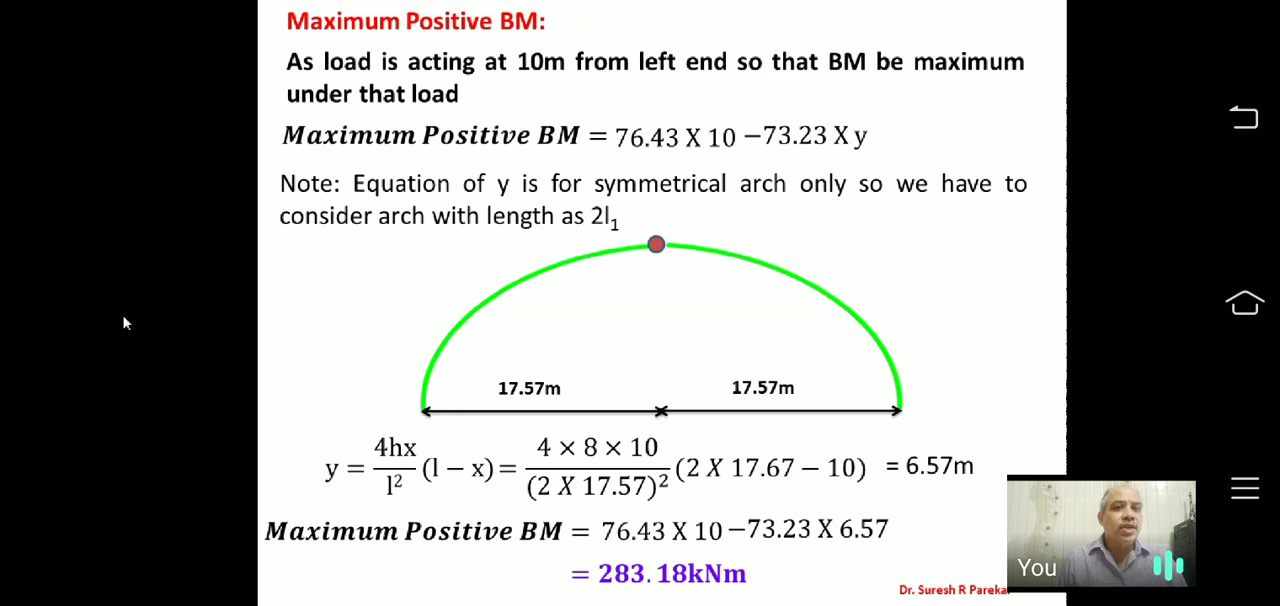 Maximum Positive BM:
As load is acting at 10m from left end so that BM be maximum
under that load
Maximum Positive BM = 76.43 X 10 −73.23 X y
Note: Equation of y is for symmetrical arch only so we have to
consider arch with length as 2l₁
17.57m 17.57m
y = 4hx / l² (l − x) = 4 × 8 × 10 / (2 X 17.57)² (2 X 17.67 − 10) = 6.57m
Maximum Positive BM = 76.43 X 10 −73.23 X 6.57
= 283.18kNm
You
Dr. Suresh R Pareka